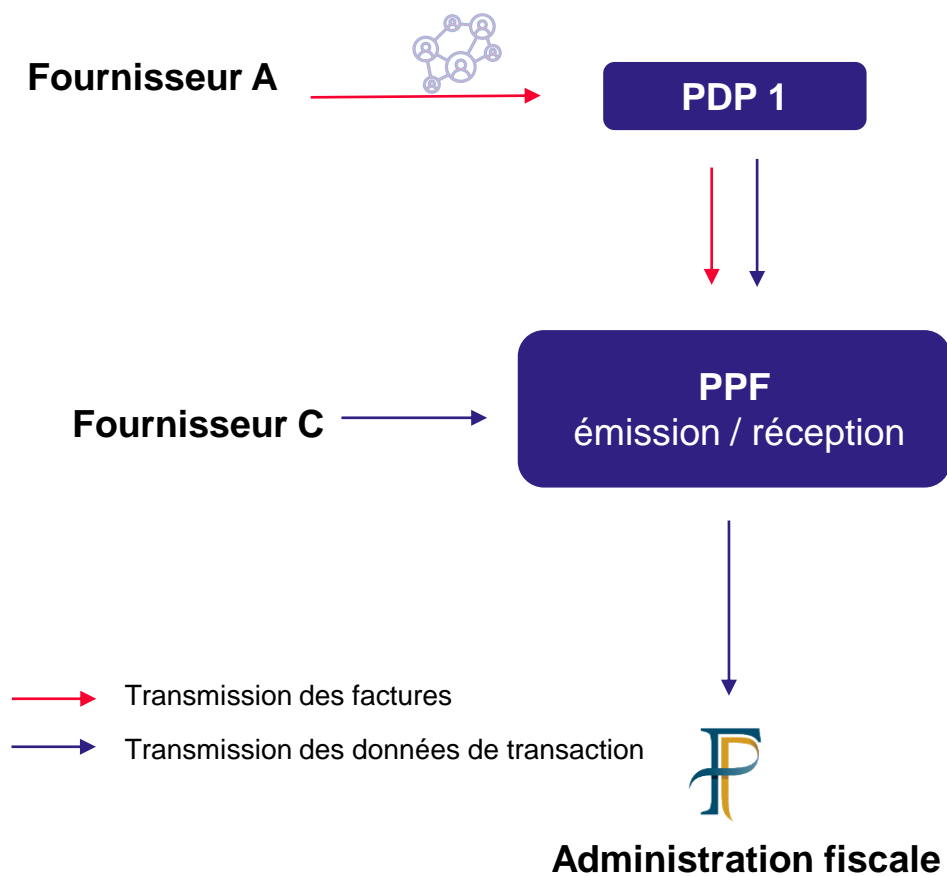 Fournisseur A
PDP 1
PPF
émission / réception
Fournisseur C
Transmission des factures
Transmission des données de transaction
Administration fiscale